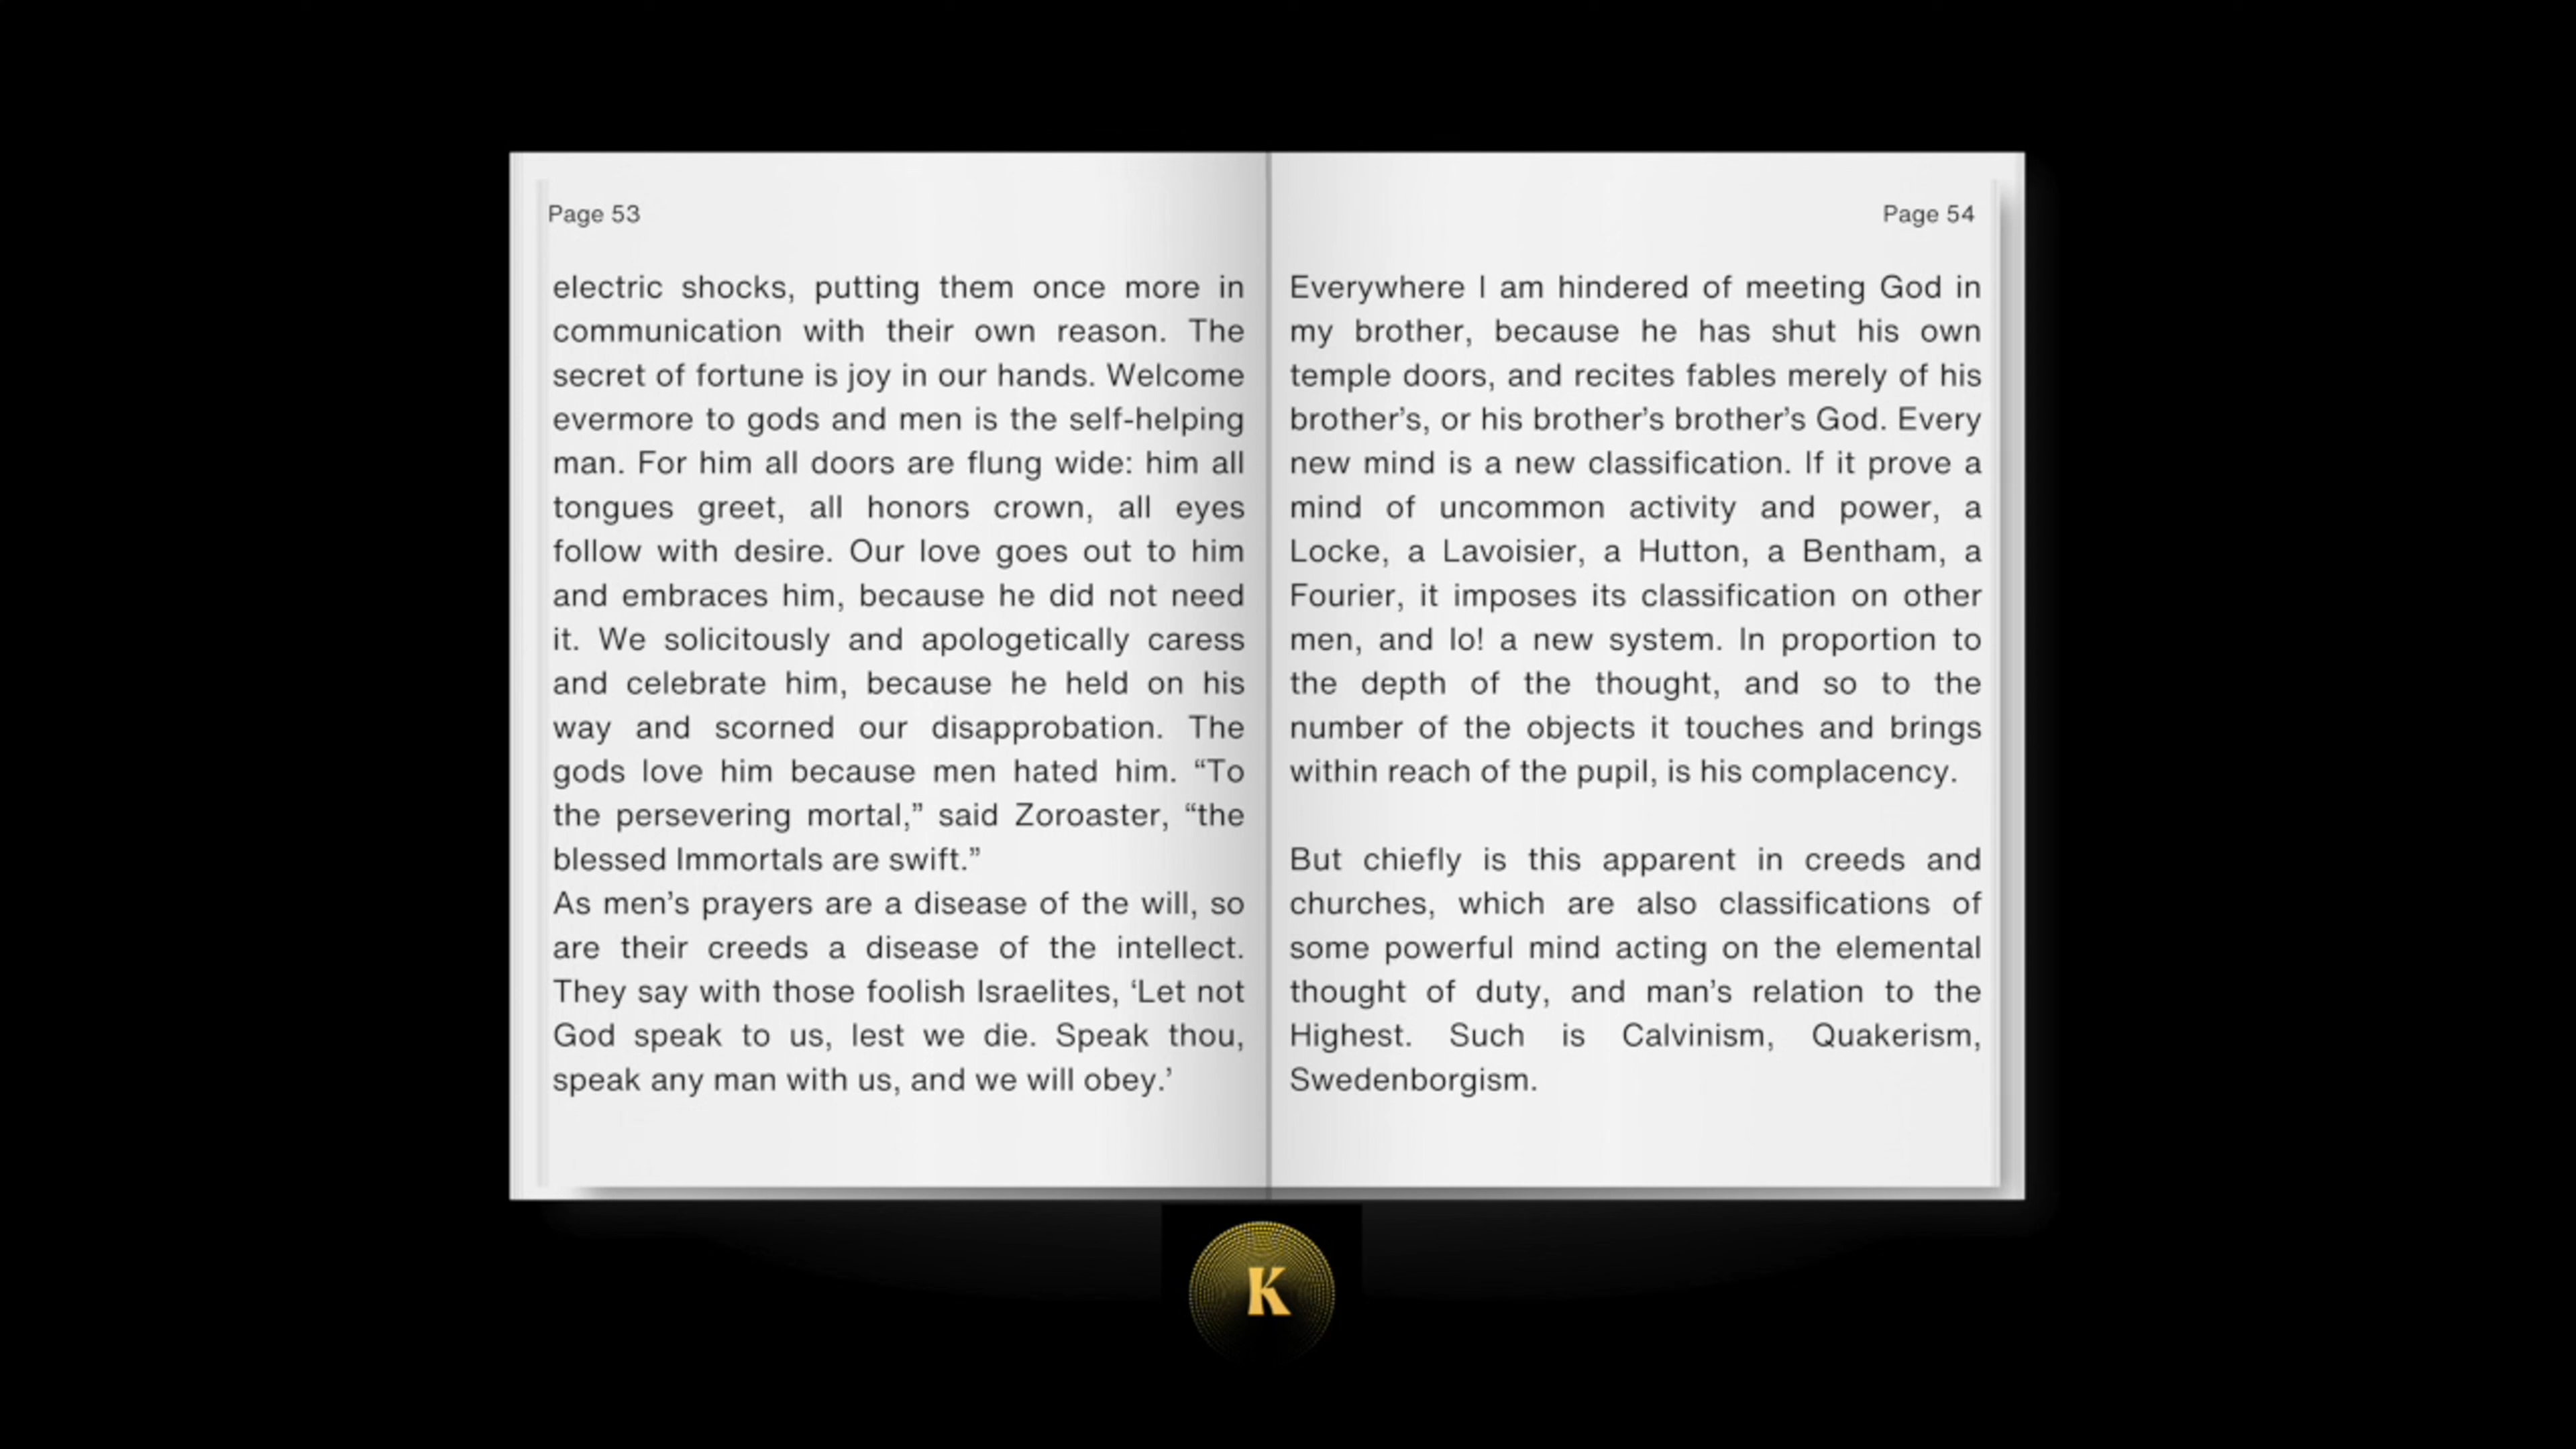 Page 53
electric shocks, putting them once more in
communication with their own reason. The
secret of fortune is joy in our hands. Welcome
evermore to gods and men is the self-helping
man. For him all doors are flung wide: him all
tongues greet, all honors crown, all eyes
follow with desire. Our love goes out to him
and embraces him, because he did not need
it. We solicitously and apologetically caress
and celebrate him, because he held on his
way and scorned our disapprobation. The
gods love him because men hated him. “To
the persevering mortal,” said Zoroaster, “the
blessed Immortals are swift.”
As men’s prayers are a disease of the will, so
are their creeds a disease of the intellect.
They say with those foolish Israelites, ‘Let not
God speak to us, lest we die. Speak thou,
speak any man with us, and we will obey.’
Page 54
Everywhere I am hindered of meeting God in
my brother, because he has shut his own
temple doors, and recites fables merely of his
brother’s, or his brother’s brother’s God. Every
new mind is a new classification. If it prove a
mind of uncommon activity and power, a
Locke, a Lavoisier, a Hutton, a Bentham, a
Fourier, it imposes its classification on other
men, and lo! a new system. In proportion to
the depth of the thought, and so to the
number of the objects it touches and brings
within reach of the pupil, is his complacency.
But chiefly is this apparent in creeds and
churches, which are also classifications of
some powerful mind acting on the elemental
thought of duty, and man’s relation to the
Highest. Such is Calvinism, Quakerism,
Swedenborgism.
K